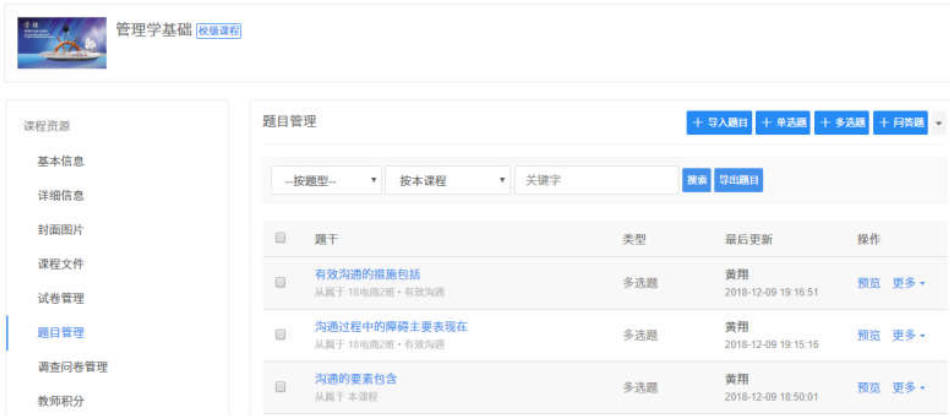 管理学基础 校级课程
课程资源
基本信息
详细信息
封面图片
课程文件
试卷管理
题目管理
调查问卷管理
教师积分
题目管理
+ 导入题目 + 单选题 + 多选题 + 问答题
--按题型-- 按本课程 关键字 搜索 导出题目
题干 类型 最后更新 操作
有效沟通的措施包括 多选题 黄翔 预览 更多
从属于 18电商2班 • 有效沟通 2018-12-09 19:16:51
沟通过程中的障碍主要表现在 多选题 黄翔 预览 更多
从属于 18电商2班 • 有效沟通 2018-12-09 19:15:16
沟通的要素包含 多选题 黄翔 预览 更多
从属于 本课程 2018-12-09 18:50:01